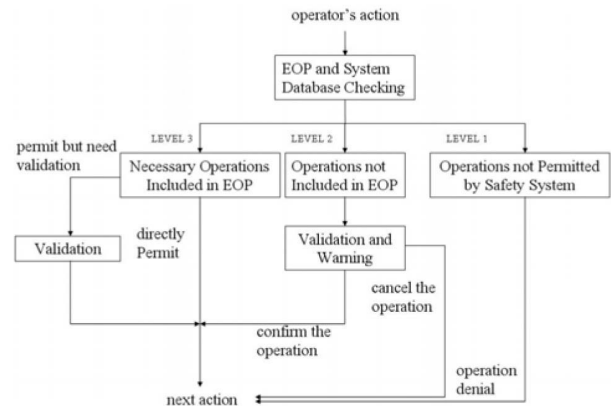 operator's action
EOP and System
Database Checking
LEVEL 3
LEVEL 2
LEVEL 1
permit but need
validation
Necessary Operations
Included in EOP
Operations not
Included in EOP
Operations not Permitted
by Safety System
Validation
directly
Permit
Validation and
Warning
cancel the
operation
confirm the
operation
operation
denial
next action